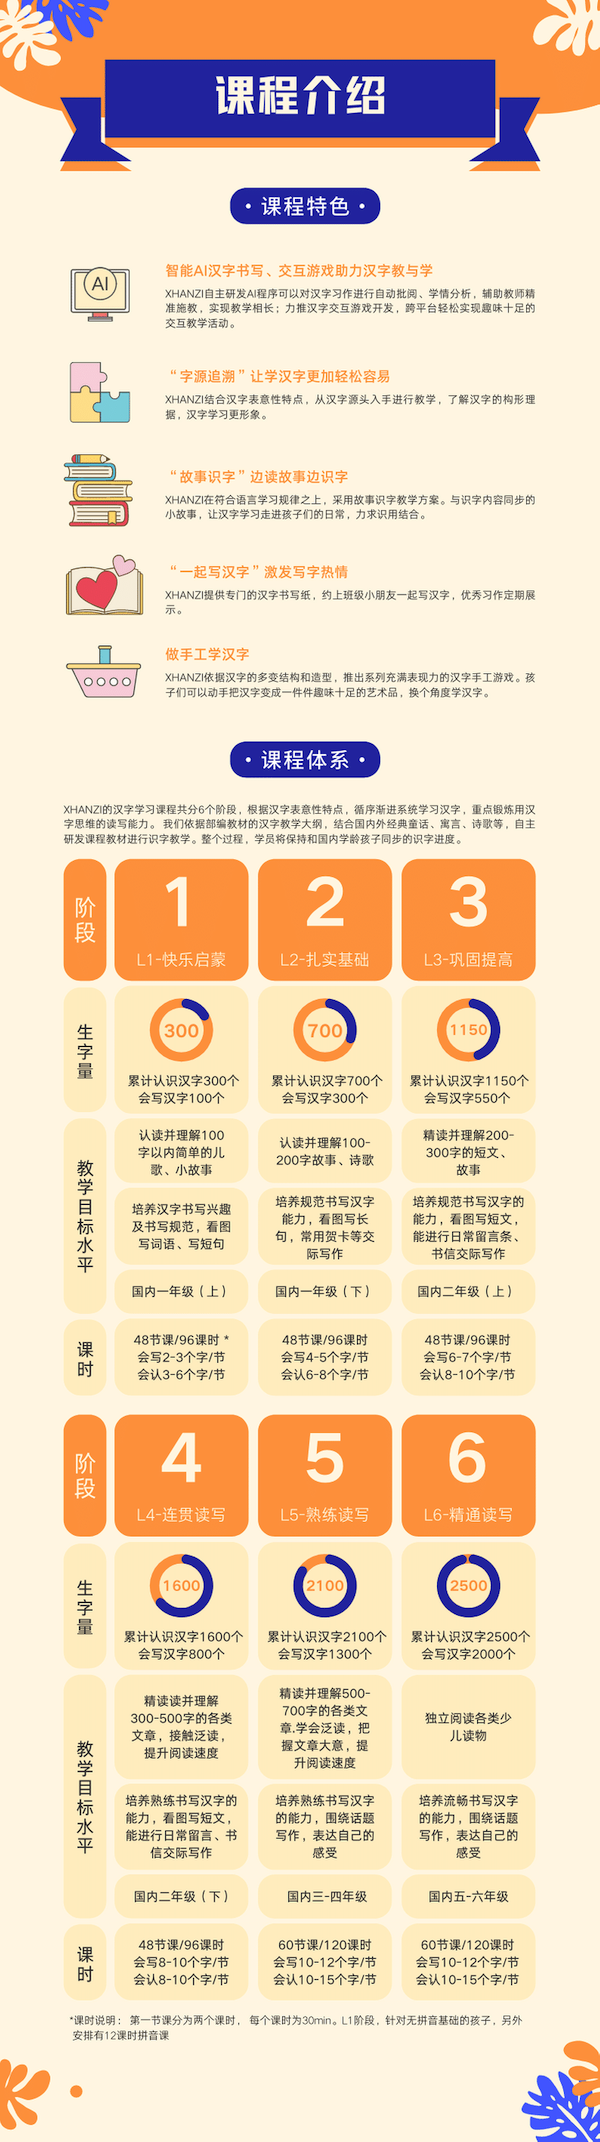 课程介绍
·课程特色·
AI
智能AI汉字书写、交互游戏助力汉字教与学
XHANZI自主研发AI程序可以对汉字习作进行自动批阅、学情分析，辅助教师精
准施教，实现教学相长；力推汉字交互游戏开发，跨平台轻松实现趣味十足的
交互教学活动。
“字源追溯”让学汉字更加轻松容易
XHANZI结合汉字表意性特点，从汉字源头入手进行教学，了解汉字的构形理
据，汉字学习更形象。
“故事识字”边读故事边识字
XHANZI在符合语言学习规律之上，采用故事识字教学方案。与识字内容同步的
小故事，让汉字学习走进孩子们的日常，力求识用结合。
“一起写汉字”激发写字热情
XHANZI提供专门的汉字书写纸，约上班级小朋友一起写汉字，优秀习作定期展
示。
做手工学汉字
XHANZI依据汉字的多变结构和造型，推出系列充满表现力的汉字手工游戏。孩
子们可以动手把汉字变成一件件趣味十足的艺术品，换个角度学汉字。
·课程体系·
XHANZI的汉字学习课程共分6个阶段，根据汉字表意性特点，循序渐进系统学习汉字，重点锻炼用汉
字思维的读写能力。 我们依据部编教材的汉字教学大纲，结合国内外经典童话、寓言、诗歌等，自主
研发课程教材进行识字教学。整个过程，学员将保持和国内学龄孩子同步的识字进度。
阶段
1
L1-快乐启蒙
2
L2-扎实基础
3
L3-巩固提高
生字量
300
累计认识汉字300个
会写汉字100个
700
累计认识汉字700个
会写汉字300个
1150
累计认识汉字1150个
会写汉字550个
教学目标水平
认读并理解100
字以内简单的儿
歌、小故事
认读并理解100-
200字故事、诗歌
精读并理解200-
300字的短文、
故事
培养汉字书写兴趣
及书写规范，看图
写词语、写短句
培养规范书写汉字
能力，看图写长
句，常用贺卡等交
际写作
培养规范书写汉字的
能力，看图写短文，
能进行日常留言条、
书信交际写作
国内一年级（上）
国内一年级（下）
国内二年级（上）
课时
48节课/96课时 *
会写2-3个字/节
会认3-6个字/节
48节课/96课时
会写4-5个字/节
会认6-8个字/节
48节课/96课时
会写6-7个字/节
会认8-10个字/节
阶段
4
L4-连贯读写
5
L5-熟练读写
6
L6-精通读写
生字量
1600
累计认识汉字1600个
会写汉字800个
2100
累计认识汉字2100个
会写汉字1300个
2500
累计认识汉字2500个
会写汉字2000个
教学目标水平
精读读并理解
300-500字的各类
文章，接触泛读，
提升阅读速度
精读并理解500-
700字的各类文
章.学会泛读，把
握文章大意，提
升阅读速度
独立阅读各类少
儿读物
培养熟练书写汉字的
能力，看图写短文，
能进行日常留言、书
信交际写作
培养熟练书写汉字
的能力，围绕话题
写作，表达自己的
感受
培养流畅书写汉字
的能力，围绕话题
写作，表达自己的
感受
国内二年级（下）
国内三-四年级
国内五-六年级
课时
48节课/96课时
会写8-10个字/节
会认8-10个字/节
60节课/120课时
会写10-12个字/节
会认10-15个字/节
60节课/120课时
会写10-12个字/节
会认10-15个字/节
*课时说明： 第一节课分为两个课时， 每个课时为30min。L1阶段，针对无拼音基础的孩子，另外
安排有12课时拼音课